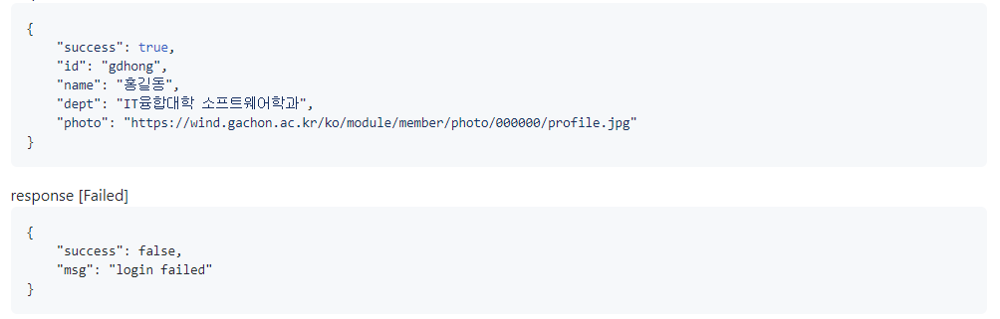 {
"success": true,
"id": "gdhong",
"name": "홍길동",
"dept": "IT융합대학 소프트웨어학과",
"photo": "https://wind.gachon.ac.kr/ko/module/member/photo/000000/profile.jpg"
}
response [Failed]
{
"success": false,
"msg": "login failed"
}